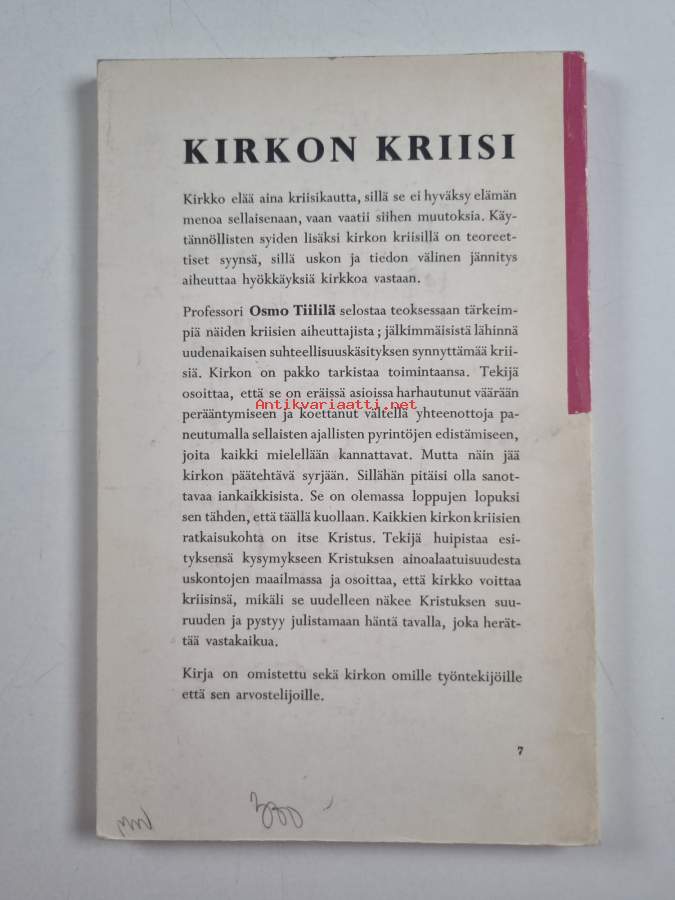 KIRKON KRIISI
Kirkko elää aina kriisikautta, sillä se ei hyväksy elämän
menoa sellaisenaan, vaan vaatii siihen muutoksia. Käy-
tännöllisten syiden lisäksi kirkon kriisillä on teoreet-
tiset syynsä, sillä uskon ja tiedon välinen jännitys
aiheuttaa hyökkäyksiä kirkkoa vastaan.
Professori Osmo Tiililä selostaa teoksessaan tärkeim-
piä näiden kriisien aiheuttajista; jälkimmäisistä lähinnä
uudenaikaisen suhteellisuuskäsityksen synnyttämää krii-
siä. Kirkon on pakko tarkistaa toimintaansa. Tekijä
osoittaa, että se on eräissä asioissa harhautunut väärään
Antikvariaatti.net
perääntymiseen ja koettanut vältellä yhteenottoja pa-
neutumalla sellaisten ajallisten pyrintöjen edistämiseen,
joita kaikki mielellään kannattavat. Mutta näin jää
kirkon päätehtävä syrjään. Sillähän pitäisi olla sanot-
tavaa iankaikkisista. Se on olemassa loppujen lopuksi
sen tähden, että täällä kuollaan. Kaikkien kirkon kriisien
ratkaisukohta on itse Kristus. Tekijä huipistaa esi-
tyksensä kysymykseen Kristuksen ainoalaatuisuudesta
uskontojen maailmassa ja osoittaa, että kirkko voittaa
kriisinsä, mikäli se uudelleen näkee Kristuksen suu-
ruuden ja pystyy julistamaan häntä tavalla, joka herät-
tää vastakaikua.
Kirja on omistettu sekä kirkon omille työntekijöille
että sen arvostelijoille.
7